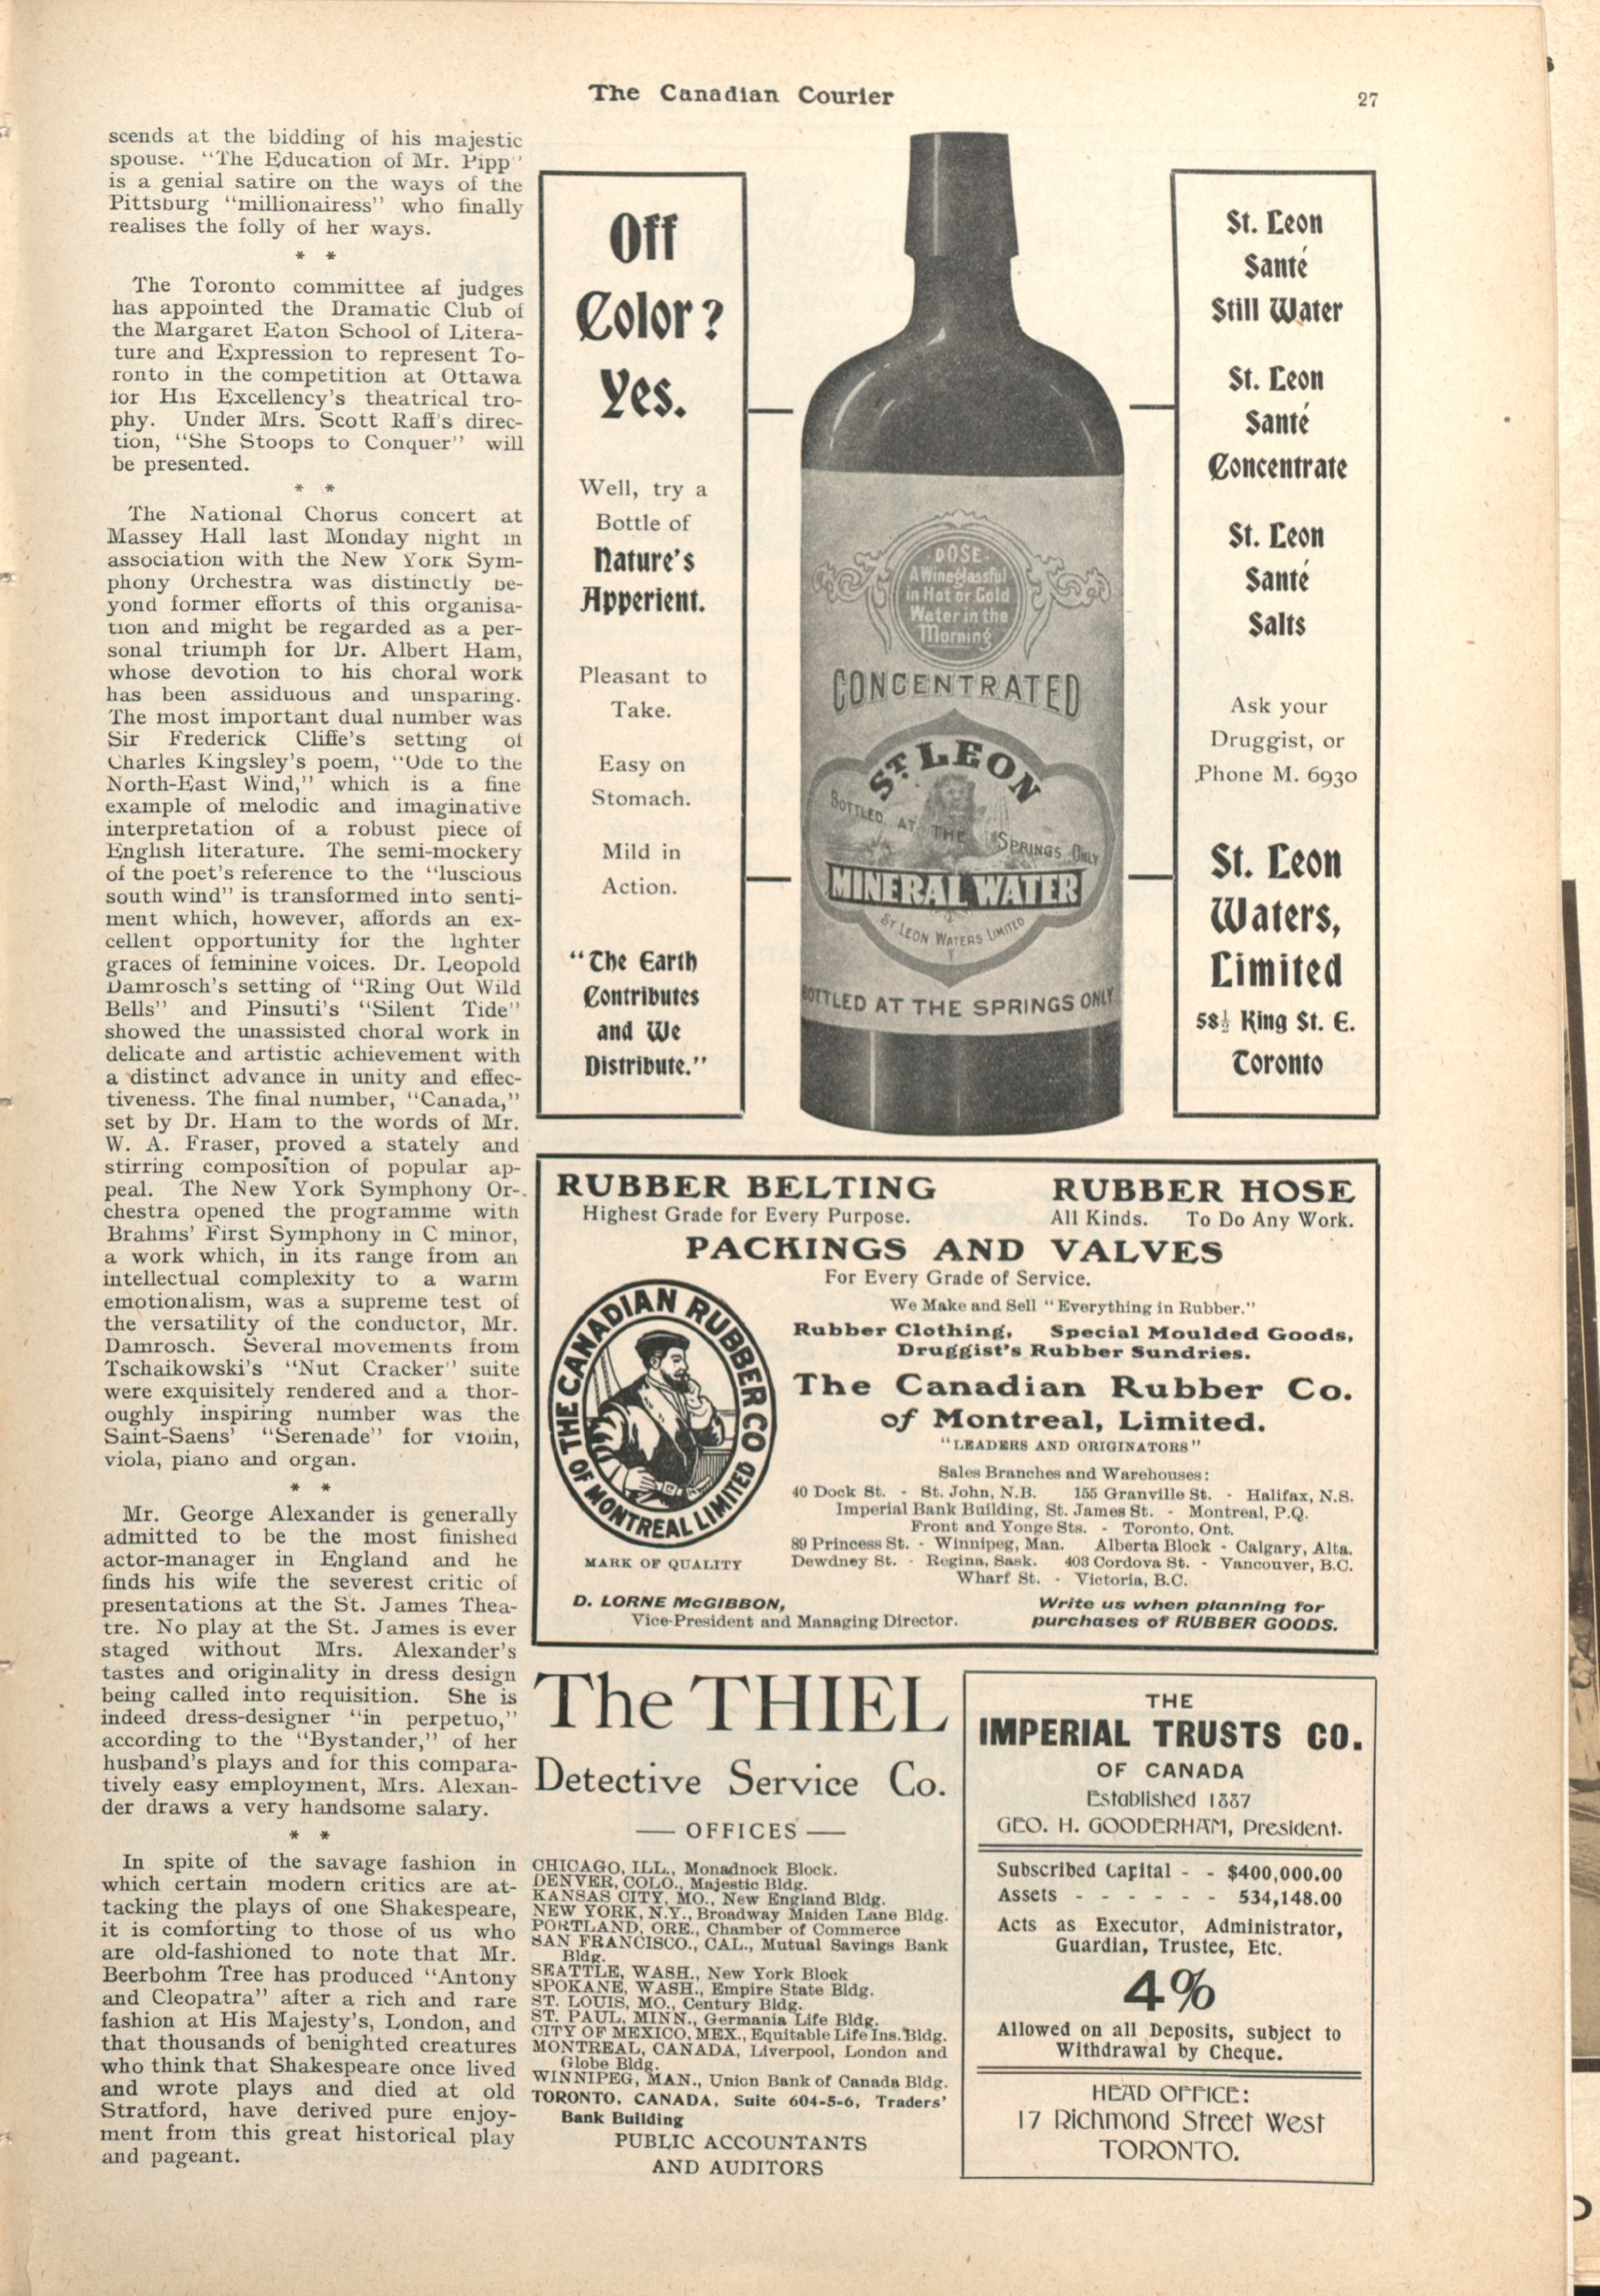 The Canadian Courier
27
scends at the bidding of his majestic
spouse. "The Education of Mr. Pipp'
is a genial satire on the ways of the
Pittsburg "millionairess" who finally
realises the folly of her ways.
* *
The Toronto committee af judges
has appointed the Dramatic Club of
the Margaret Eaton School of Litera-
ture and Expression to represent To-
ronto in the competition at Ottawa
for His Excellency's theatrical tro-
phy. Under Mrs. Scott Raff's direc-
tion, "She Stoops to Conquer" will
be presented.
* *
The National Chorus concert at
Massey Hall last Monday night in
association with the New York Sym-
phony Orchestra was distinctly be-
yond former efforts of this organisa-
tion and might be regarded as a per-
sonal triumph for Dr. Albert Ham,
whose devotion to his choral work
has been assiduous and unsparing.
The most important dual number was
Sir Frederick Cliffe's setting of
Charles Kingsley's poem, "Ode to the
North-East Wind," which is a fine
example of melodic and imaginative
interpretation of a robust piece of
English literature. The semi-mockery
of the poet's reference to the "luscious
south wind" is transformed into senti-
ment which, however, affords an ex-
cellent opportunity for the lighter
graces of feminine voices. Dr. Leopold
Damrosch's setting of "Ring Out Wild
Bells" and Pinsuti's "Silent Tide"
showed the unassisted choral work in
delicate and artistic achievement with
a distinct advance in unity and effec-
tiveness. The final number, "Canada,"
set by Dr. Ham to the words of Mr.
W. A. Fraser, proved a stately and
stirring composition of popular ap-
peal. The New York Symphony Or-
chestra opened the programme with
Brahms' First Symphony in C minor,
a work which, in its range from an
intellectual complexity to a warm
emotionalism, was a supreme test of
the versatility of the conductor, Mr.
Damrosch. Several movements from
Tschaikowski's "Nut Cracker" suite
were exquisitely rendered and a thor-
oughly inspiring number was the
Saint-Saens' "Serenade" for violin,
viola, piano and organ.
* *
Mr. George Alexander is generally
admitted to be the most finished
actor-manager in England and he
finds his wife the severest critic of
presentations at the St. James Thea-
tre. No play at the St. James is ever
staged without Mrs. Alexander's
tastes and originality in dress design
being called into requisition. She is
indeed dress-designer "in perpetuo,"
according to the "Bystander," of her
husband's plays and for this compara-
tively easy employment, Mrs. Alexan-
der draws a very handsome salary.
* *
In spite of the savage fashion in
which certain modern critics are at-
tacking the plays of one Shakespeare,
it is comforting to those of us who
are old-fashioned to note that Mr.
Beerbohm Tree has produced "Antony
and Cleopatra" after a rich and rare
fashion at His Majesty's, London, and
that thousands of benighted creatures
who think that Shakespeare once lived
and wrote plays and died at old
Stratford, have derived pure enjoy-
ment from this great historical play
and pageant.
Off
Color?
Yes.
Well, try a
Bottle of
Nature's
Apperient.
Pleasant to
Take.
Easy on
Stomach.
Mild in
Action.
"The Earth
Contributes
and We
Distribute."
DOSE
A Wineglassful
in Hot or Cold
Water in the
Morning
CONCENTRATED
ST. LEON
BOTTLED AT THE SPRINGS ONLY
MINERAL WATER
ST LEON WATERS LIMITED
BOTTLED AT THE SPRINGS ONLY
St. Leon
Santé
Still Water
St. Leon
Santé
Concentrate
St. Leon
Santé
Salts
Ask your
Druggist, or
Phone M. 6930
St. Leon
Waters,
Limited
58½ King St. E.
Toronto
RUBBER BELTING
Highest Grade for Every Purpose.
RUBBER HOSE
All Kinds. To Do Any Work.
PACKINGS AND VALVES
For Every Grade of Service.
We Make and Sell "Everything in Rubber."
Rubber Clothing, Special Moulded Goods,
Druggist's Rubber Sundries.
The Canadian Rubber Co.
of Montreal, Limited.
"LEADERS AND ORIGINATORS"
Sales Branches and Warehouses:
40 Dock St. - St. John, N.B. 155 Granville St. - Halifax, N.S.
Imperial Bank Building, St. James St. - Montreal, P.Q.
Front and Yonge Sts. - Toronto, Ont.
89 Princess St. - Winnipeg, Man. Alberta Block - Calgary, Alta.
Dewdney St. - Regina, Sask. 403 Cordova St. - Vancouver, B.C.
Wharf St. - Victoria, B.C.
THE CANADIAN RUBBER CO
OF MONTREAL LIMITED
MARK OF QUALITY
D. LORNE McGIBBON,
Vice-President and Managing Director.
Write us when planning for
purchases of RUBBER GOODS.
The THIEL
Detective Service Co.
OFFICES
CHICAGO, ILL., Monadnock Block.
DENVER, COLO., Majestic Bldg.
KANSAS CITY, MO., New England Bldg.
NEW YORK, N.Y., Broadway Maiden Lane Bldg.
PORTLAND, ORE., Chamber of Commerce
SAN FRANCISCO., CAL., Mutual Savings Bank
Bldg.
SEATTLE, WASH., New York Block
SPOKANE, WASH., Empire State Bldg.
ST. LOUIS, MO., Century Bldg.
ST. PAUL, MINN., Germania Life Bldg.
CITY OF MEXICO, MEX., Equitable Life Ins. Bldg.
MONTREAL, CANADA, Liverpool, London and
Globe Bldg.
WINNIPEG, MAN., Union Bank of Canada Bldg.
TORONTO, CANADA, Suite 604-5-6, Traders'
Bank Building
PUBLIC ACCOUNTANTS
AND AUDITORS
THE
IMPERIAL TRUSTS CO.
OF CANADA
Established 1887
GEO. H. GOODERHAM, President.
Subscribed Capital - - $400,000.00
Assets - - - - - - 534,148.00
Acts as Executor, Administrator,
Guardian, Trustee, Etc.
4%
Allowed on all Deposits, subject to
Withdrawal by Cheque.
HEAD OFFICE:
17 Richmond Street West
TORONTO.